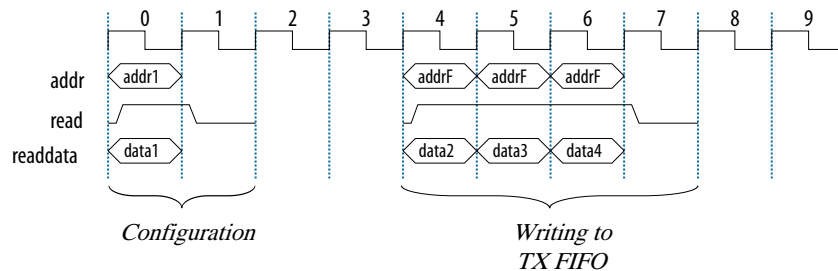 0 1 2 3 4 5 6 7 8 9
addr addr1 addrF addrF addrF
read
readdata data1 data2 data3 data4
Configuration Writing to
TX FIFO